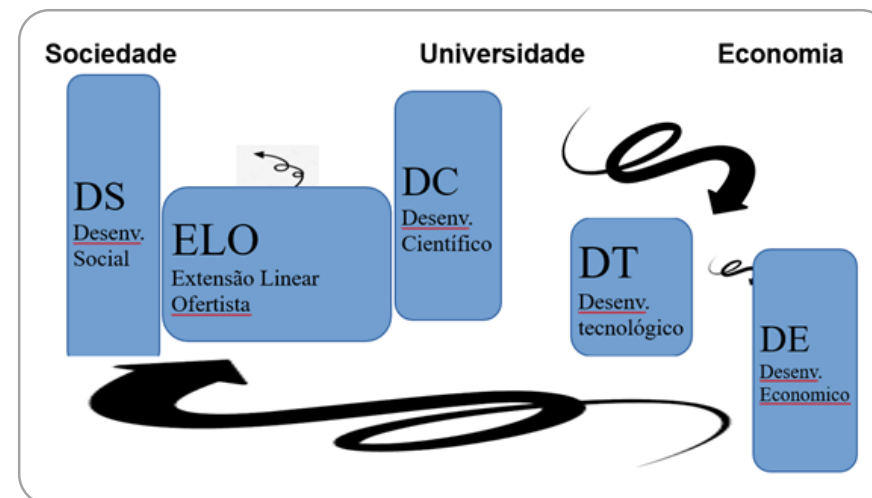 Sociedade
Universidade
Economia
DS
Desenv.
Social
ELO
Extensão Linear
Ofertista
DC
Desenv.
Científico
DT
Desenv.
tecnológico
DE
Desenv.
Economico